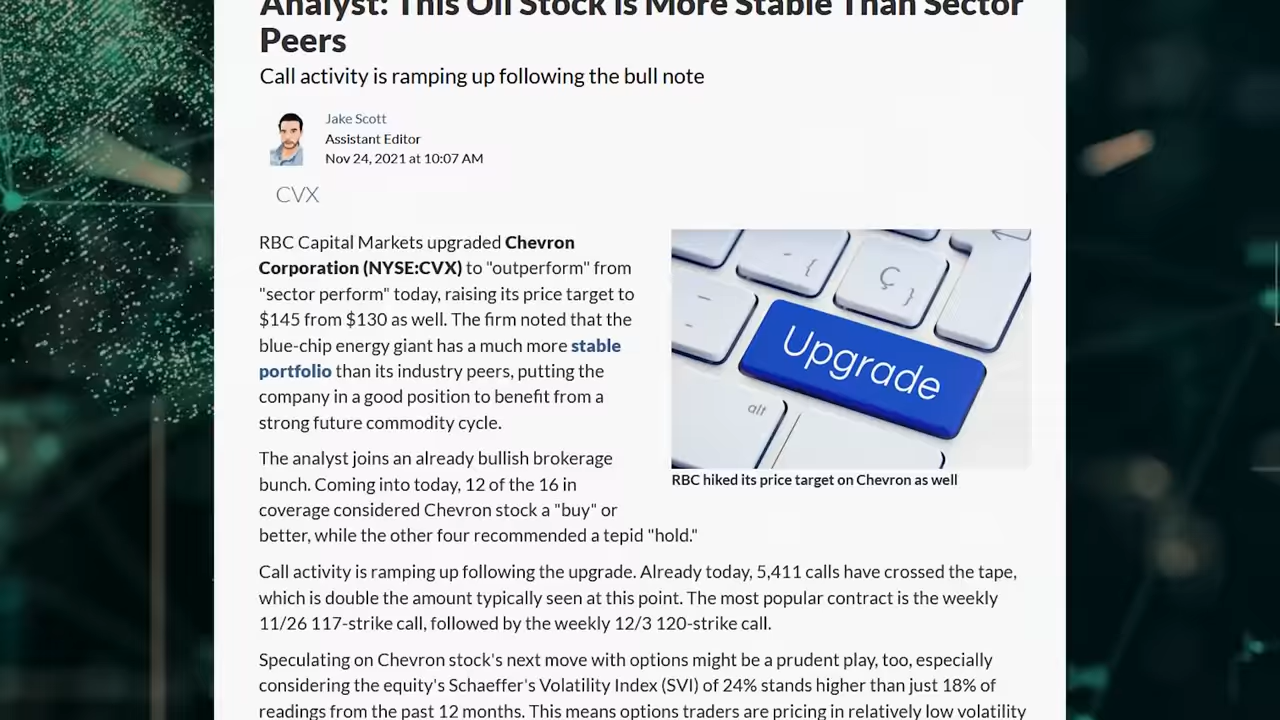 Analyst: This Oil Stock is More Stable Than Sector
Peers
Call activity is ramping up following the bull note
Jake Scott
Assistant Editor
Nov 24, 2021 at 10:07 AM
CVX
RBC Capital Markets upgraded Chevron
Corporation (NYSE:CVX) to "outperform" from
"sector perform" today, raising its price target to
$145 from $130 as well. The firm noted that the
blue-chip energy giant has a much more stable
portfolio than its industry peers, putting the
company in a good position to benefit from a
strong future commodity cycle.
Ç
Upgrade
alt
RBC hiked its price target on Chevron as well
The analyst joins an already bullish brokerage
bunch. Coming into today, 12 of the 16 in
coverage considered Chevron stock a "buy" or
better, while the other four recommended a tepid "hold."
Call activity is ramping up following the upgrade. Already today, 5,411 calls have crossed the tape,
which is double the amount typically seen at this point. The most popular contract is the weekly
11/26 117-strike call, followed by the weekly 12/3 120-strike call.
Speculating on Chevron stock's next move with options might be a prudent play, too, especially
considering the equity's Schaeffer's Volatility Index (SVI) of 24% stands higher than just 18% of
readings from the past 12 months. This means options traders are pricing in relatively low volatility